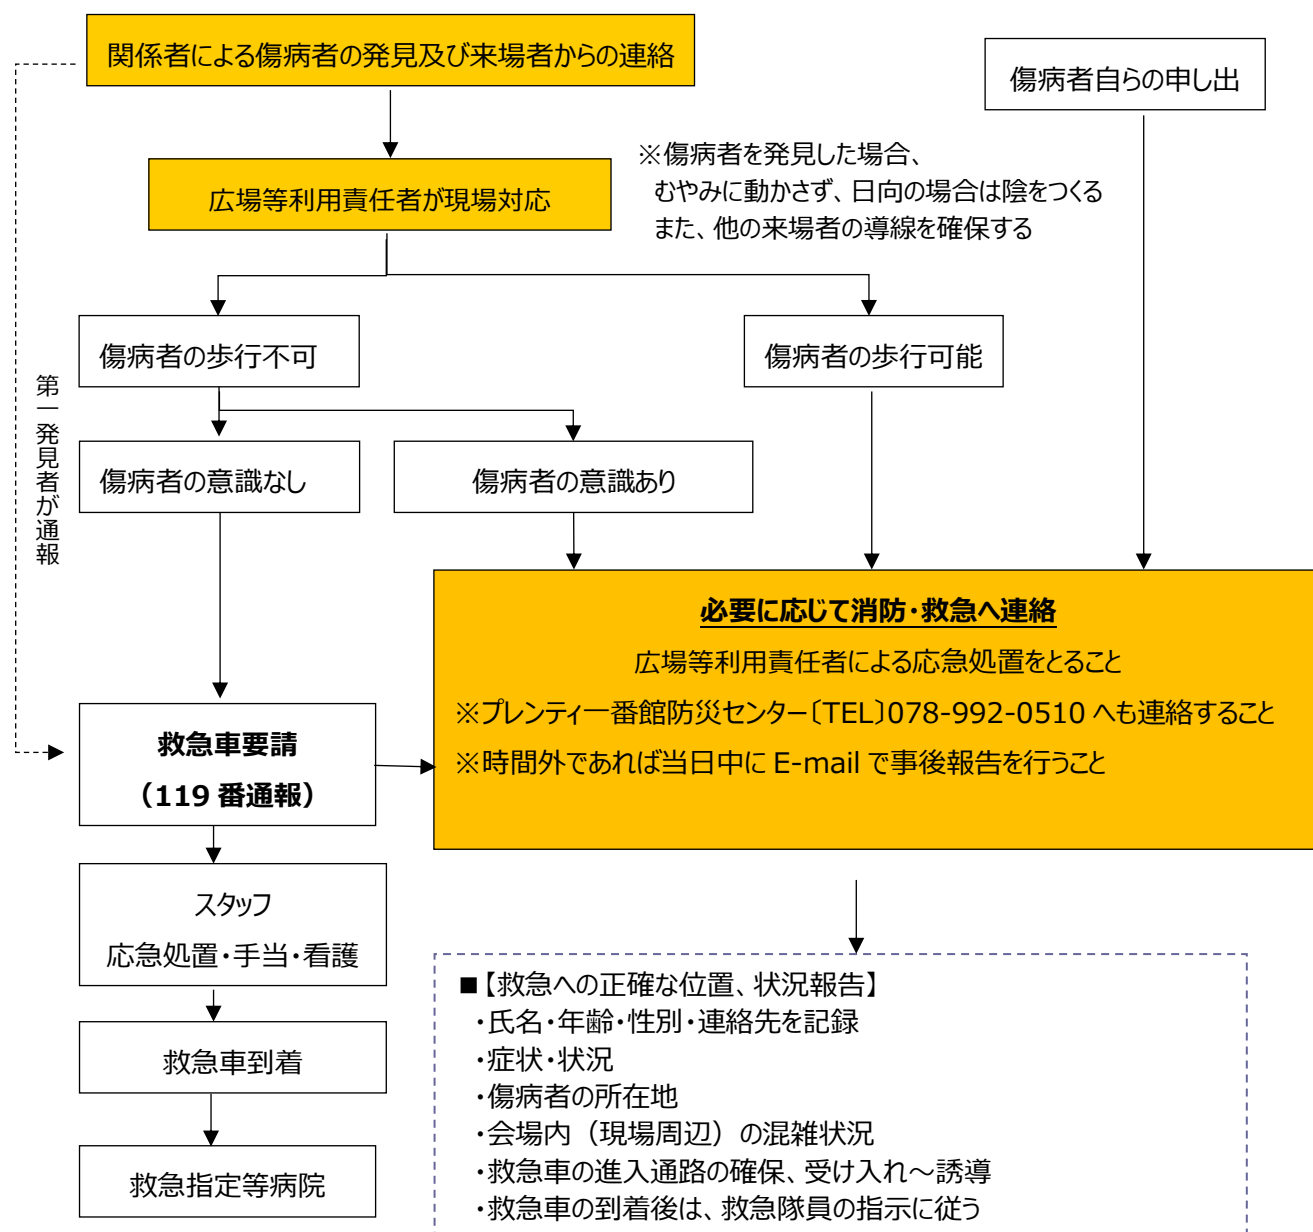 関係者による傷病者の発見及び来場者からの連絡
傷病者自らの申し出
※傷病者を発見した場合、
むやみに動かさず、日向の場合は陰をつくる
また、他の来場者の導線を確保する
広場等利用責任者が現場対応
傷病者の歩行不可
傷病者の歩行可能
第一発見者が通報
傷病者の意識なし
傷病者の意識あり
必要に応じて消防・救急へ連絡
広場等利用責任者による応急処置をとること
※プレンティ一番館防災センター〔TEL〕078-992-0510 へも連絡すること
※時間外であれば当日中に E-mail で事後報告を行うこと
救急車要請
（119 番通報）
スタッフ
応急処置・手当・看護
救急車到着
救急指定等病院
■【救急への正確な位置、状況報告】
・氏名・年齢・性別・連絡先を記録
・症状・状況
・傷病者の所在地
・会場内（現場周辺）の混雑状況
・救急車の進入通路の確保、受け入れ～誘導
・救急車の到着後は、救急隊員の指示に従う